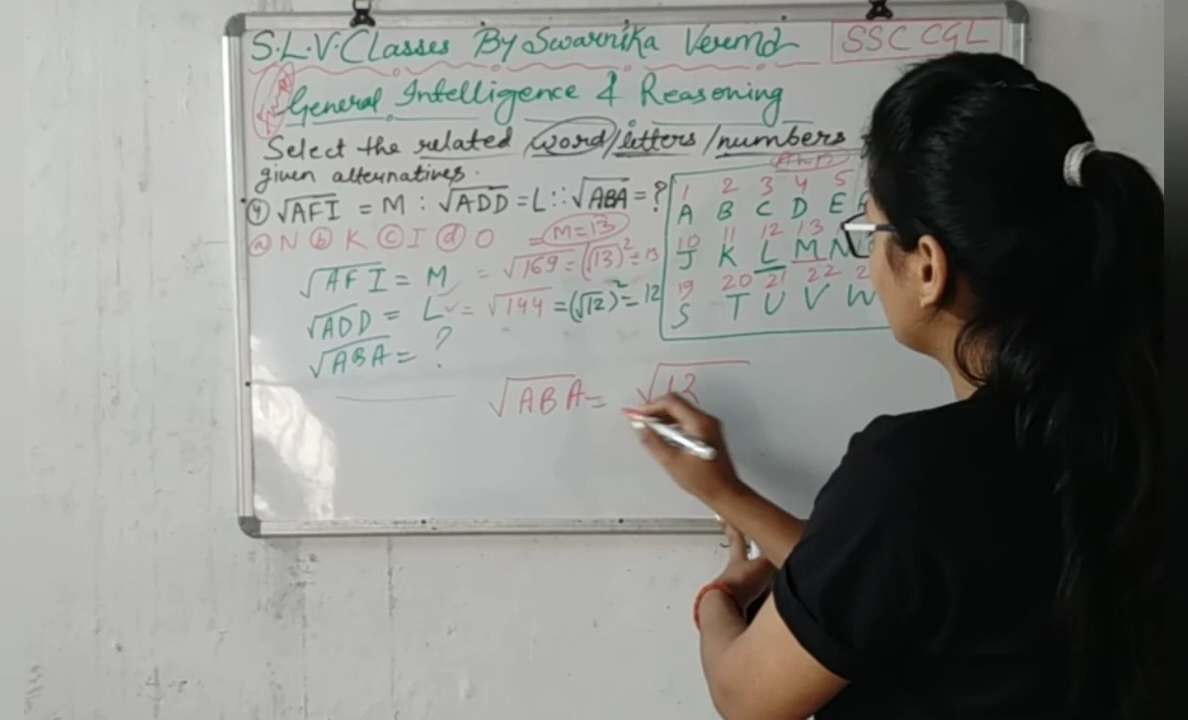 S.L.V. Classes By Swarnika Verma
SSC CGL
General Intelligence & Reasoning
Select the related word/letters/numbers
given alternatives.
4 √AFI = M : √ADD = L :: √ABA = ?
a N b K c I d O = M = 13
√AFI = M = √169 = (13)² = 13
√ADD = L = √144 = (√12)² = 12
√ABA = ?
√ABA = √12
1 2 3 4 5
A B C D E
10 11 12 13
J K L M N
19 20 21 22 2
S T U V W